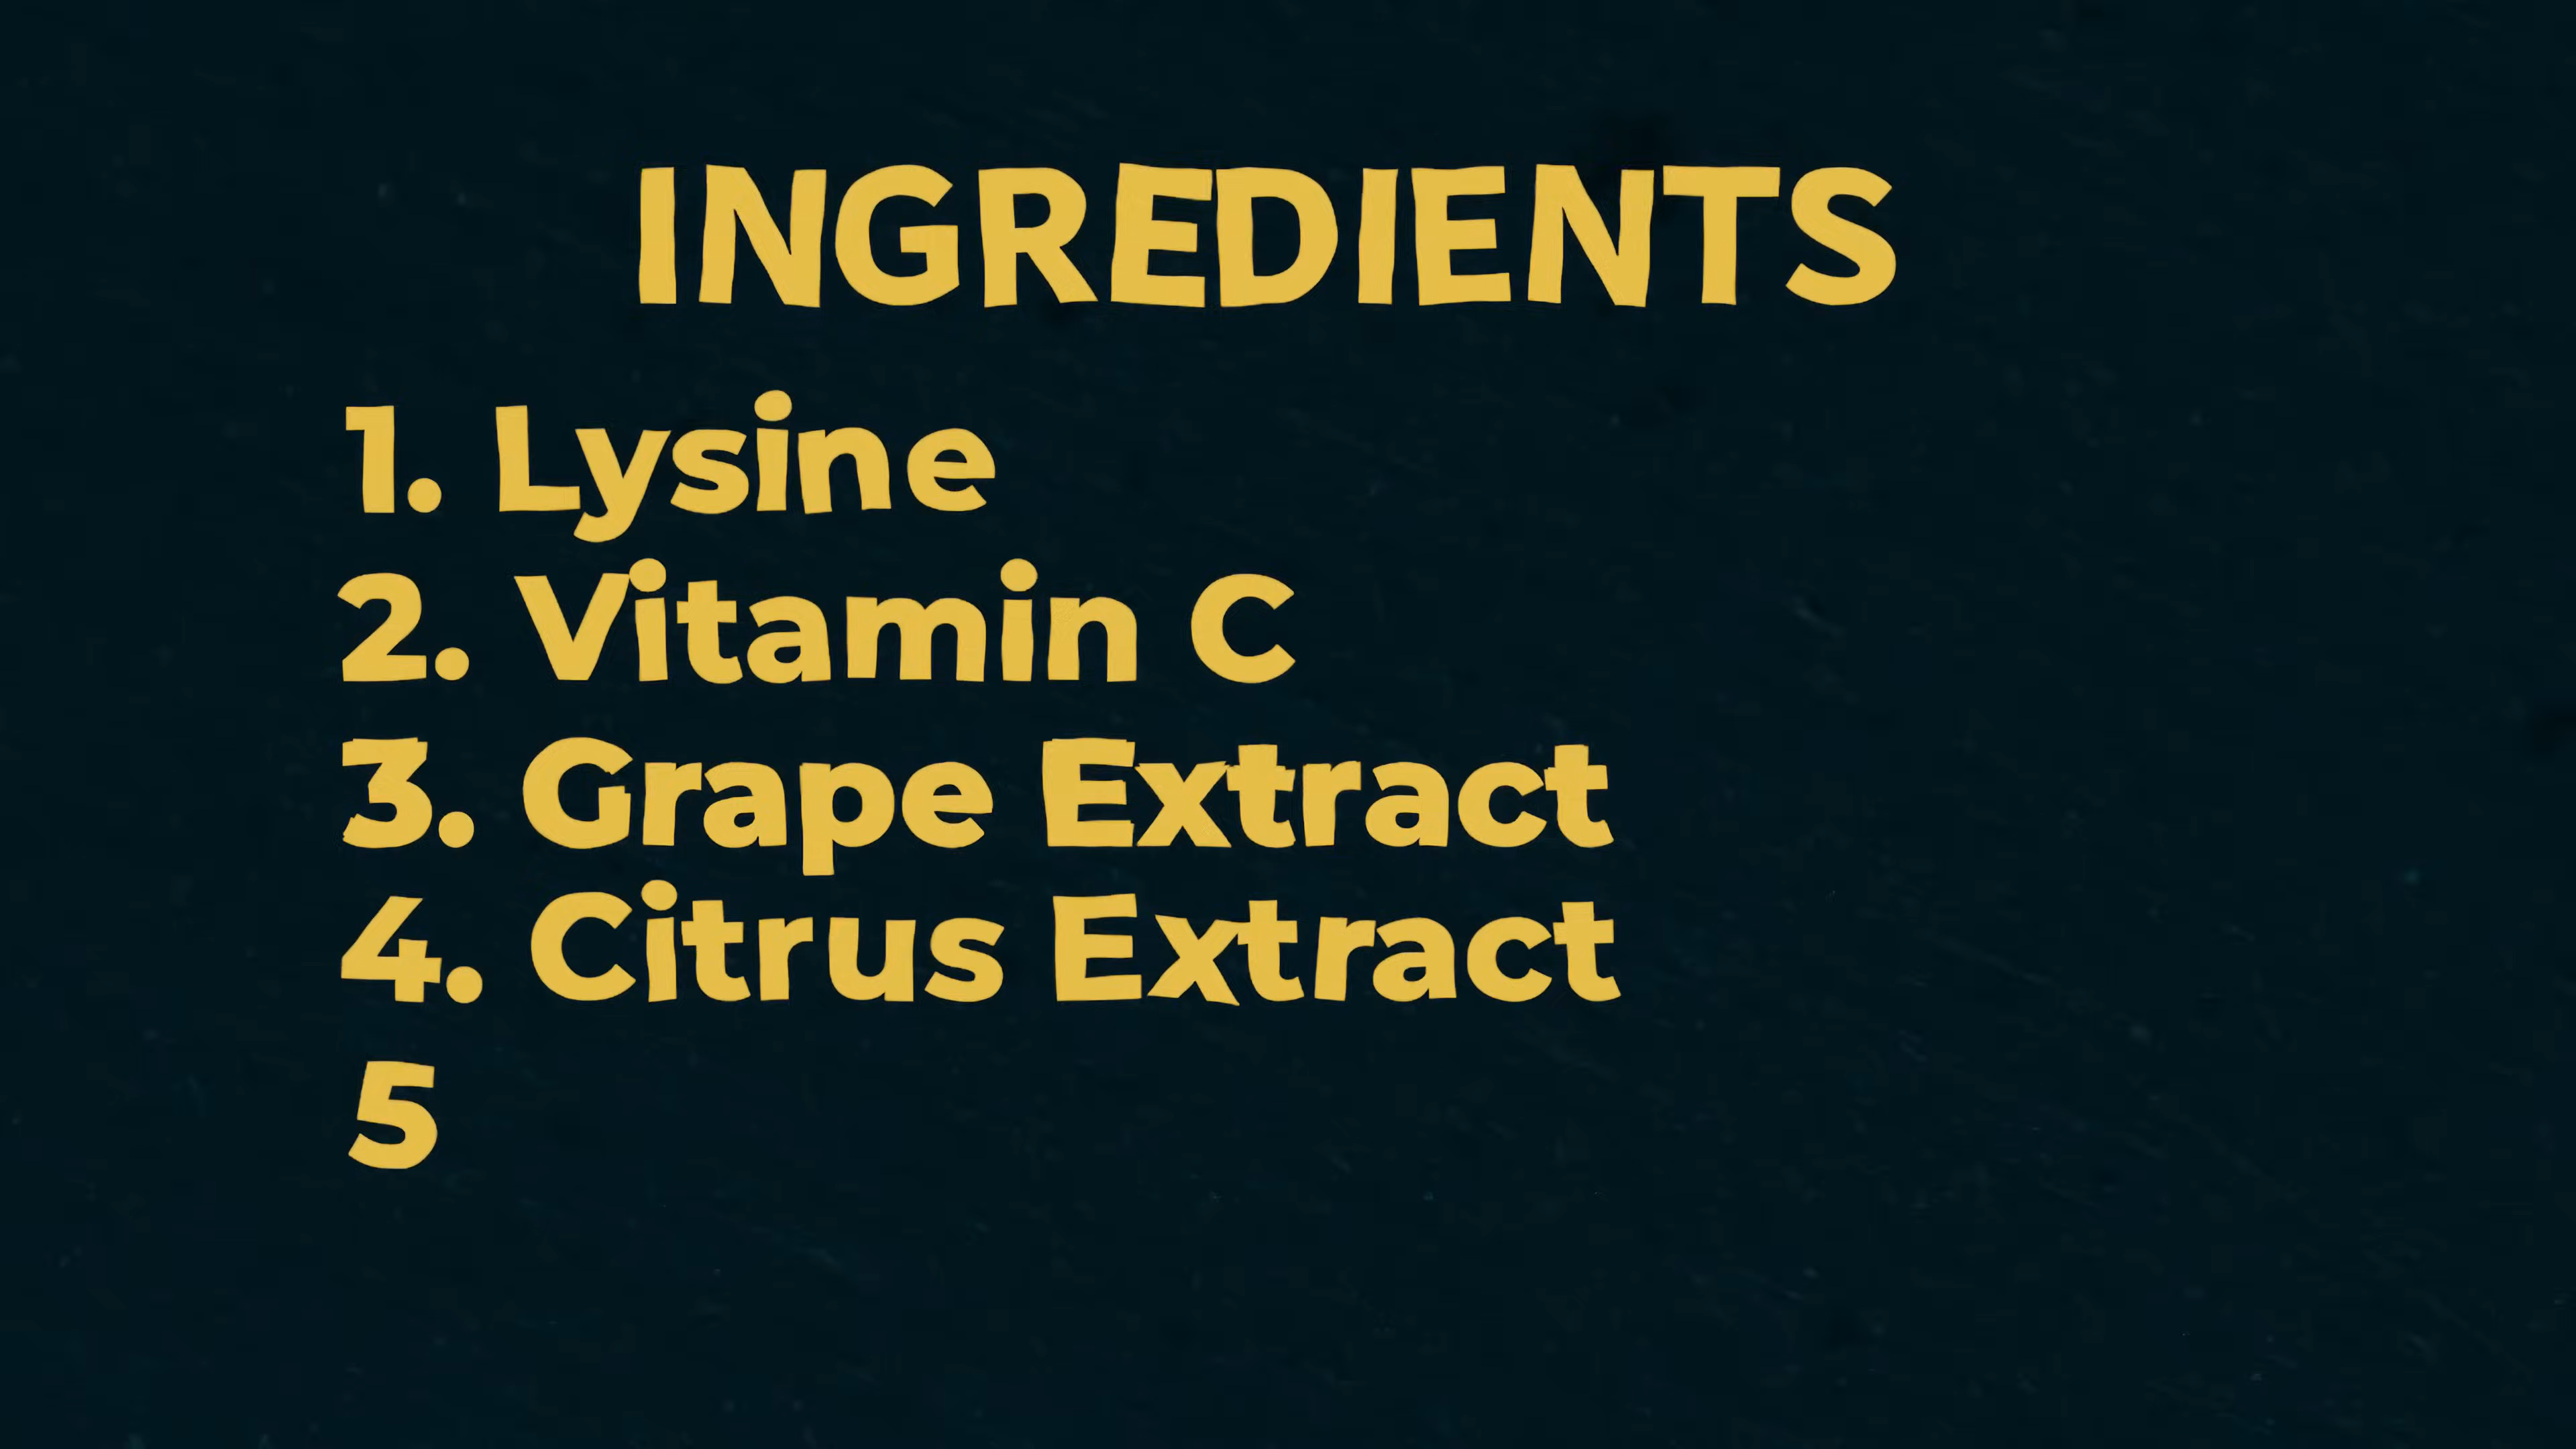 INGREDIENTS
1. Lysine
2. Vitamin C
3. Grape Extract
4. Citrus Extract
5